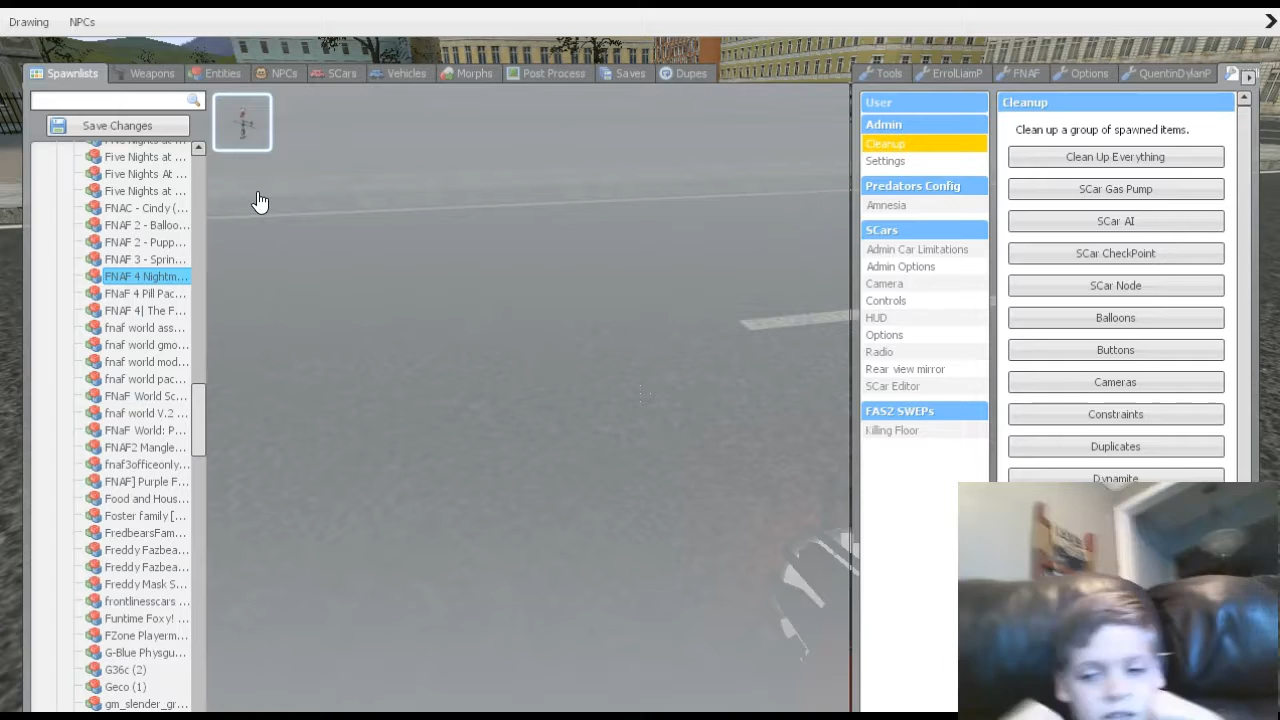 Drawing NPCs
Spawnlists Weapons Entities NPCs SCars Vehicles Morphs Post Process Saves Dupes
Tools ErrolLiamP FNAF Options QuentinDylanP
Save Changes
Five Nights at ...
Five Nights At ...
Five Nights at ...
FNAC - Cindy (...
FNAF 2 - Balloo...
FNAF 2 - Pupp...
FNAF 3 - Sprin...
FNAF 4 Nightm...
FNaF 4 Pill Pac...
FNAF 4| The F...
fnaf world ass...
fnaf world gmo...
fnaf world mod...
fnaf world pac...
FNaF World Sc...
fnaf world V.2 ...
FNaF World: P...
FNAF2 Mangle...
fnaf3officeonly...
FNAF] Purple F...
Food and Hous...
Foster family [...
FredbearsFam...
Freddy Fazbea...
Freddy Fazbea...
Freddy Mask S...
frontlinesscars ...
Funtime Foxy! ...
FZone Playerm...
G-Blue Physgu...
G36c (2)
Geco (1)
gm_slender_gr...
User
Admin
Cleanup
Settings
Predators Config
Amnesia
SCars
Admin Car Limitations
Admin Options
Camera
Controls
HUD
Options
Radio
Rear view mirror
SCar Editor
FAS2 SWEPs
Killing Floor
Cleanup
Clean up a group of spawned items.
Clean Up Everything
SCar Gas Pump
SCar AI
SCar CheckPoint
SCar Node
Balloons
Buttons
Cameras
Constraints
Duplicates
Dynamite